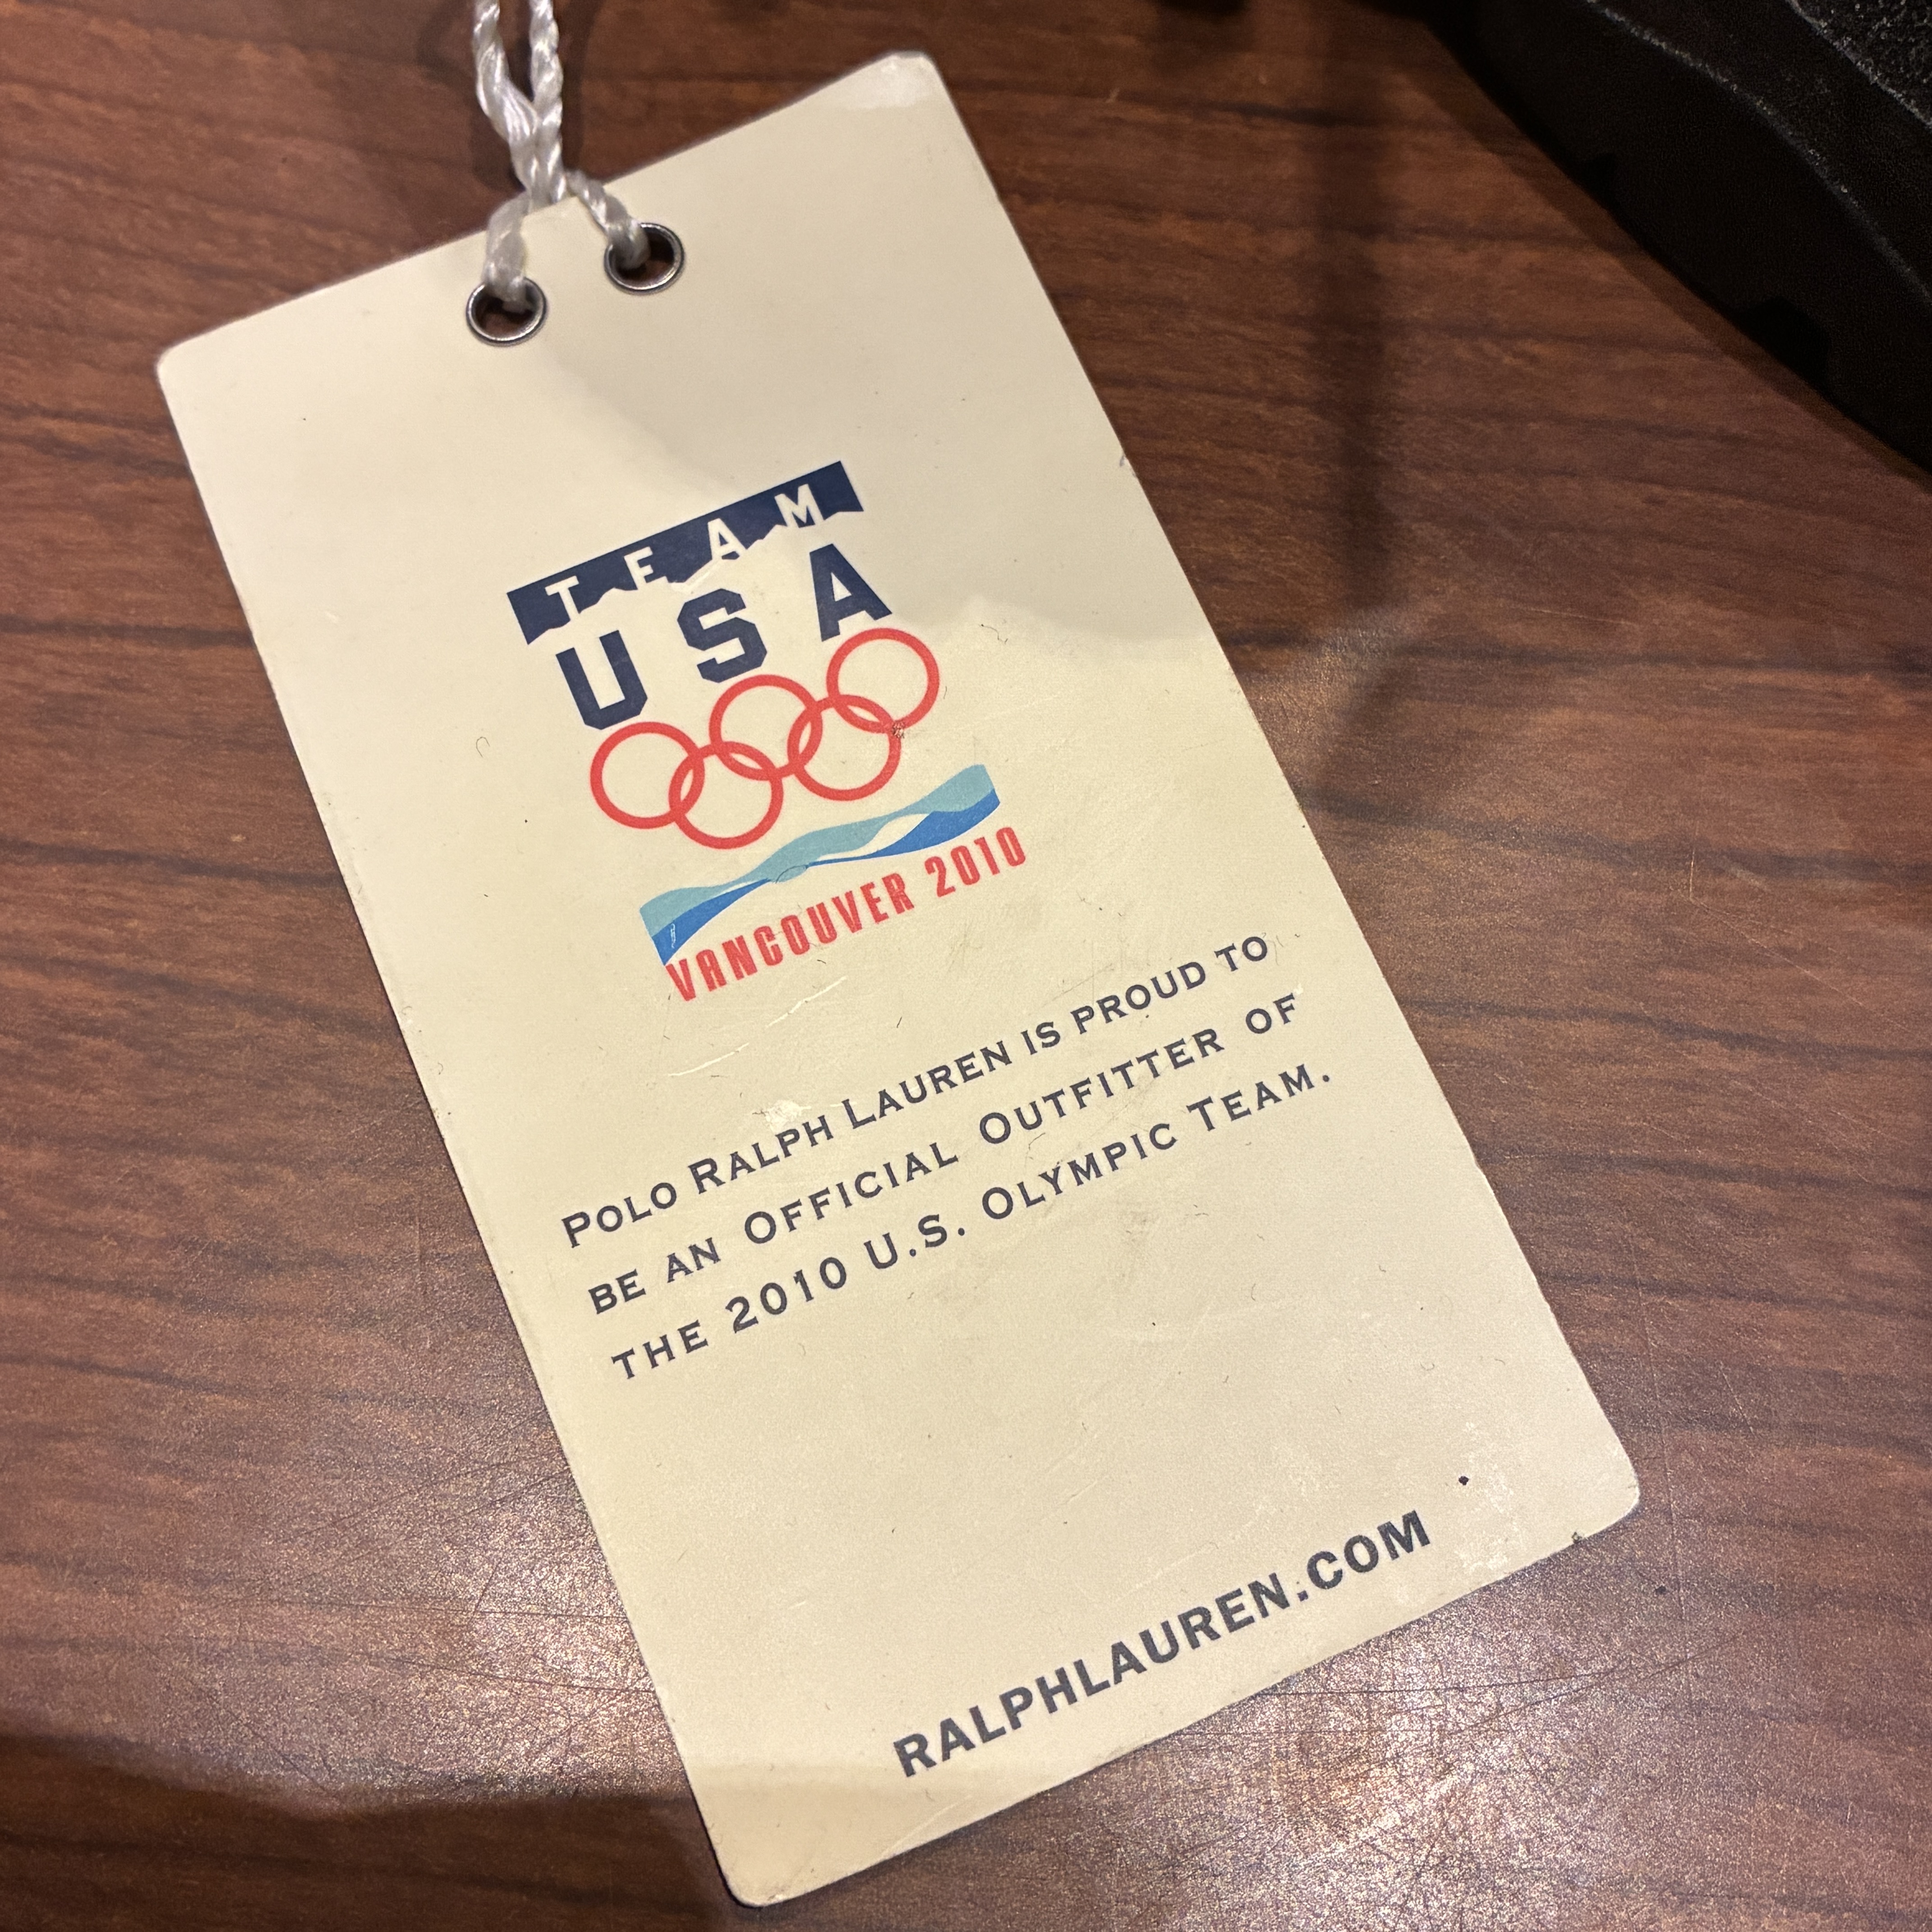 TEAM
USA
VANCOUVER 2010
POLO RALPH LAUREN IS PROUD TO
BE AN OFFICIAL OUTFITTER OF
THE 2010 U.S. OLYMPIC TEAM.
RALPHLAUREN.COM